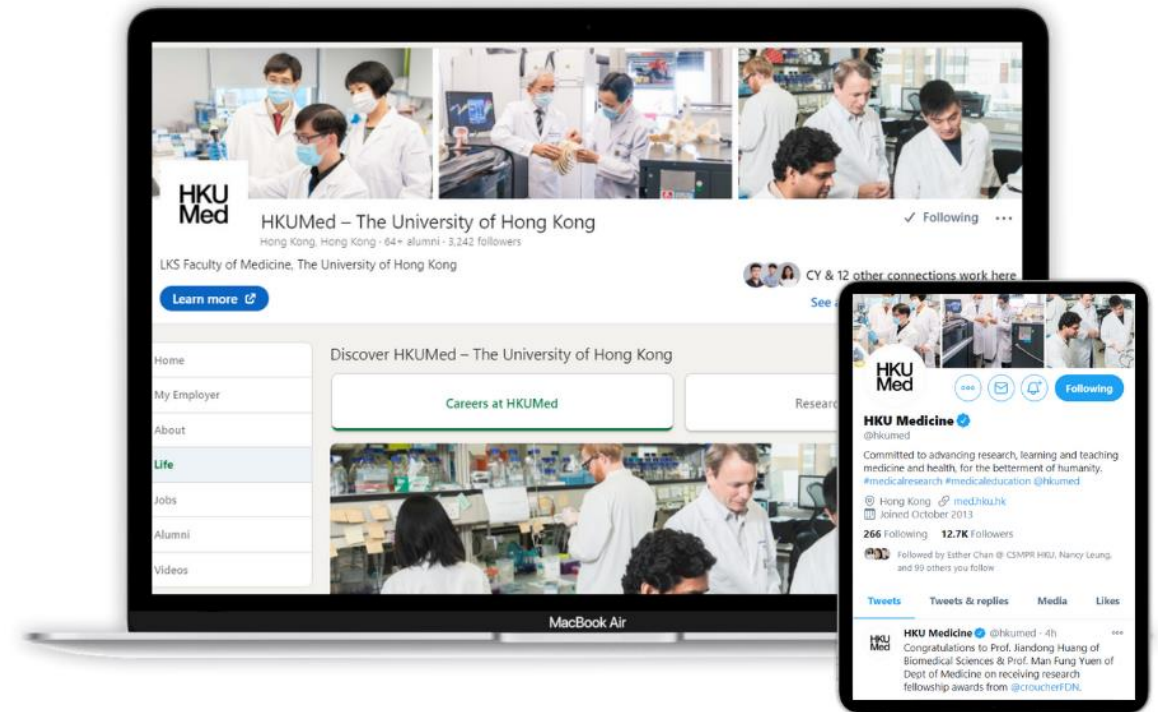 HKU
Med
HKUMed – The University of Hong Kong
Hong Kong, Hong Kong · 64+ alumni · 3,242 followers
✓ Following ···
LKS Faculty of Medicine, The University of Hong Kong
CY & 12 other connections work here
Learn more
See
Home
My Employer
About
Life
Jobs
Alumni
Videos
Discover HKUMed – The University of Hong Kong
Careers at HKUMed
Researc
MacBook Air
HKU
Med
Following
HKU Medicine
@hkumed
Committed to advancing research, learning and teaching
medicine and health, for the betterment of humanity.
#medicalresearch #medicaleducation @hkumed
Hong Kong med.hku.hk
Joined October 2013
266 Following 12.7K Followers
Followed by Esther Chan @ CSMPR HKU, Nancy Leung,
and 99 others you follow
Tweets Tweets & replies Media Likes
HKU
Med
HKU Medicine @hkumed · 4h
Congratulations to Prof. Jiandong Huang of
Biomedical Sciences & Prof. Man Fung Yuen of
Dept of Medicine on receiving research
fellowship awards from @croucherFDN.